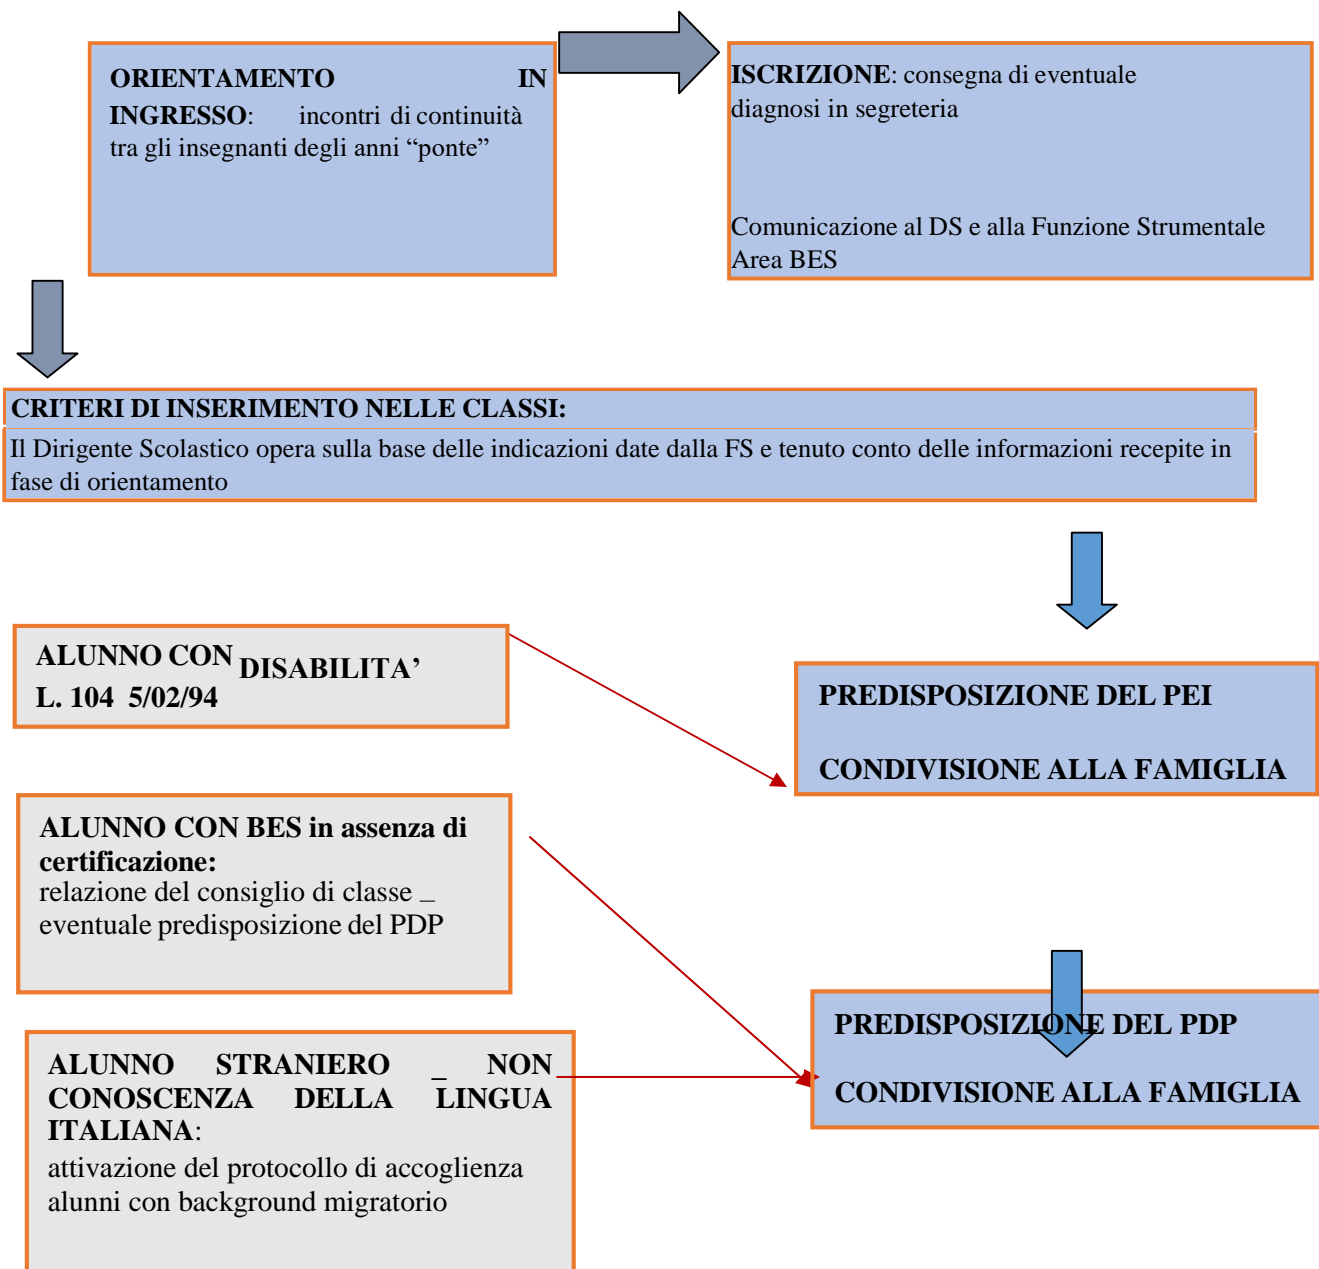 ORIENTAMENTO IN
INGRESSO: incontri di continuità
tra gli insegnanti degli anni “ponte”
ISCRIZIONE: consegna di eventuale
diagnosi in segreteria
Comunicazione al DS e alla Funzione Strumentale
Area BES
CRITERI DI INSERIMENTO NELLE CLASSI:
Il Dirigente Scolastico opera sulla base delle indicazioni date dalla FS e tenuto conto delle informazioni recepite in
fase di orientamento
ALUNNO CON DISABILITA’
L. 104 5/02/94
PREDISPOSIZIONE DEL PEI
CONDIVISIONE ALLA FAMIGLIA
ALUNNO CON BES in assenza di
certificazione:
relazione del consiglio di classe _
eventuale predisposizione del PDP
PREDISPOSIZIONE DEL PDP
CONDIVISIONE ALLA FAMIGLIA
ALUNNO STRANIERO _ NON
CONOSCENZA DELLA LINGUA
ITALIANA:
attivazione del protocollo di accoglienza
alunni con background migratorio